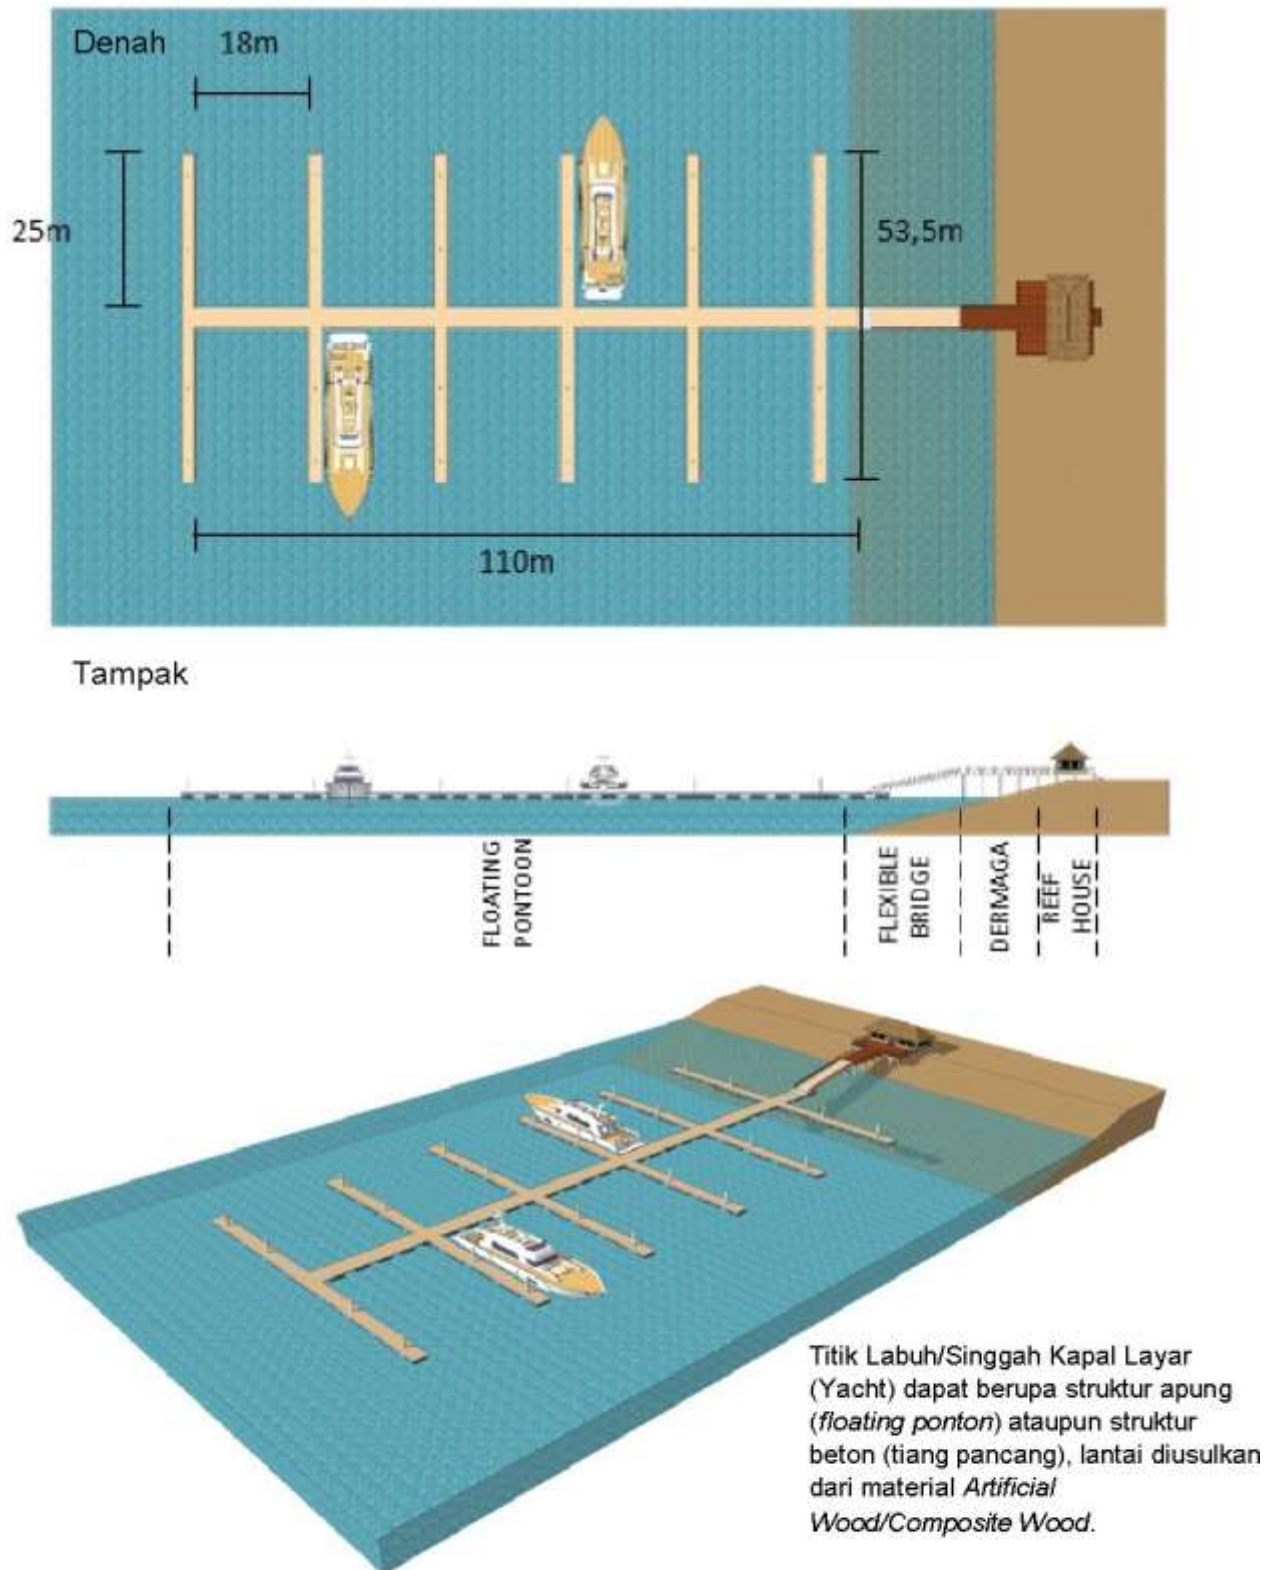 Denah
18m
25m
53,5m
110m
Tampak
FLOATING
PONTOON
FLEXIBLE
BRIDGE
DERMAGA
REEF
HOUSE
Titik Labuh/Singgah Kapal Layar
(Yacht) dapat berupa struktur apung
(floating ponton) ataupun struktur
beton (tiang pancang), lantai diusulkan
dari material Artificial
Wood/Composite Wood.